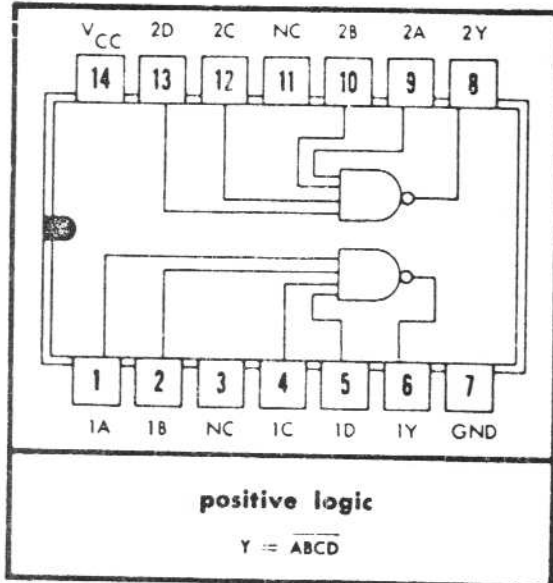 VCC 2D 2C NC 2B 2A 2Y
14 13 12 11 10 9 8
1 2 3 4 5 6 7
1A 1B NC 1C 1D 1Y GND
positive logic
Y = A̅B̅C̅D̅